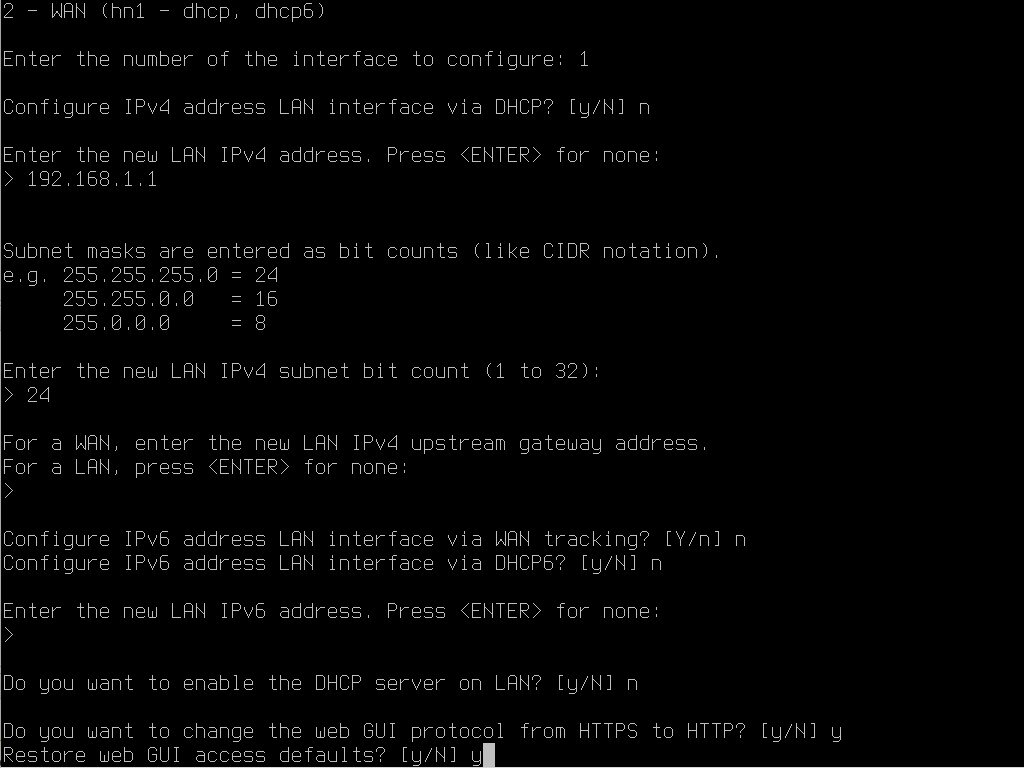 2 - WAN (hn1 - dhcp, dhcp6)
Enter the number of the interface to configure: 1
Configure IPv4 address LAN interface via DHCP? [y/N] n
Enter the new LAN IPv4 address. Press <ENTER> for none:
> 192.168.1.1
Subnet masks are entered as bit counts (like CIDR notation).
e.g. 255.255.255.0 = 24
     255.255.0.0   = 16
     255.0.0.0     = 8
Enter the new LAN IPv4 subnet bit count (1 to 32):
> 24
For a WAN, enter the new LAN IPv4 upstream gateway address.
For a LAN, press <ENTER> for none:
>
Configure IPv6 address LAN interface via WAN tracking? [Y/n] n
Configure IPv6 address LAN interface via DHCP6? [y/N] n
Enter the new LAN IPv6 address. Press <ENTER> for none:
>
Do you want to enable the DHCP server on LAN? [y/N] n
Do you want to change the web GUI protocol from HTTPS to HTTP? [y/N] y
Restore web GUI access defaults? [y/N] y